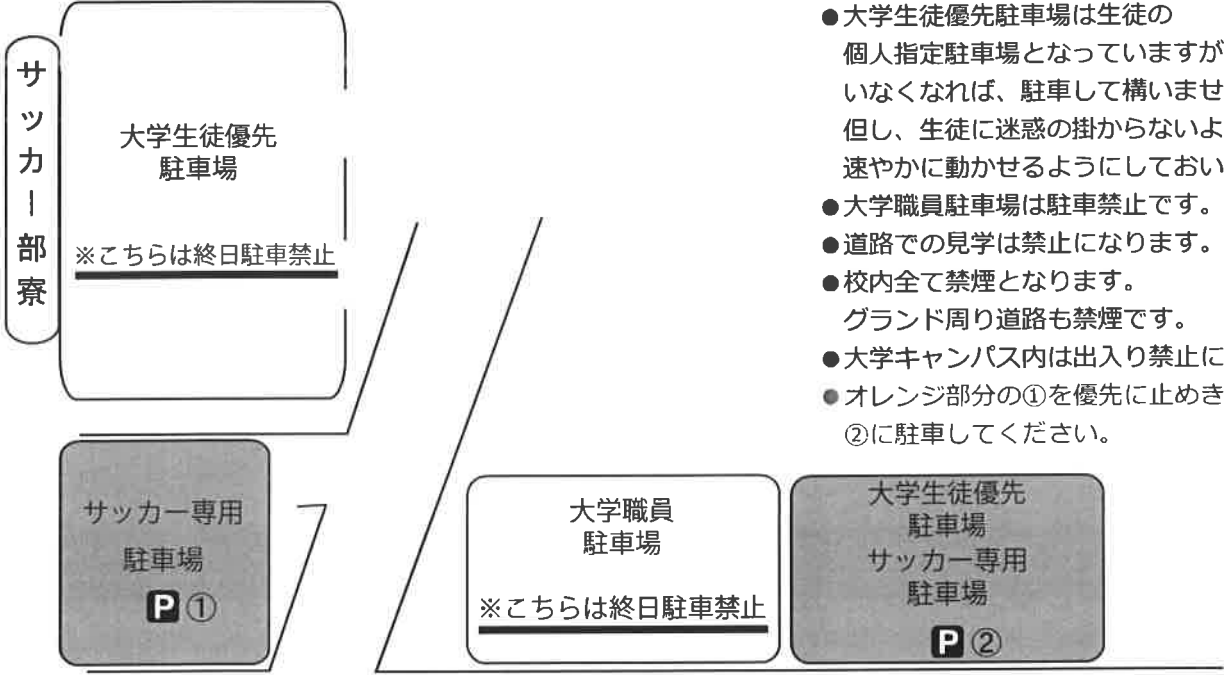 サッカー部寮
大学生徒優先
駐車場
※こちらは終日駐車禁止
サッカー専用
駐車場
P①
大学職員
駐車場
※こちらは終日駐車禁止
大学生徒優先
駐車場
サッカー専用
駐車場
P②
●大学生徒優先駐車場は生徒の
個人指定駐車場となっていますが
いなくなれば、駐車して構いませ
但し、生徒に迷惑の掛からないよ
速やかに動かせるようにしておい
●大学職員駐車場は駐車禁止です。
●道路での見学は禁止になります。
●校内全て禁煙となります。
グランド周り道路も禁煙です。
●大学キャンパス内は出入り禁止に
●オレンジ部分の①を優先に止めき
②に駐車してください。